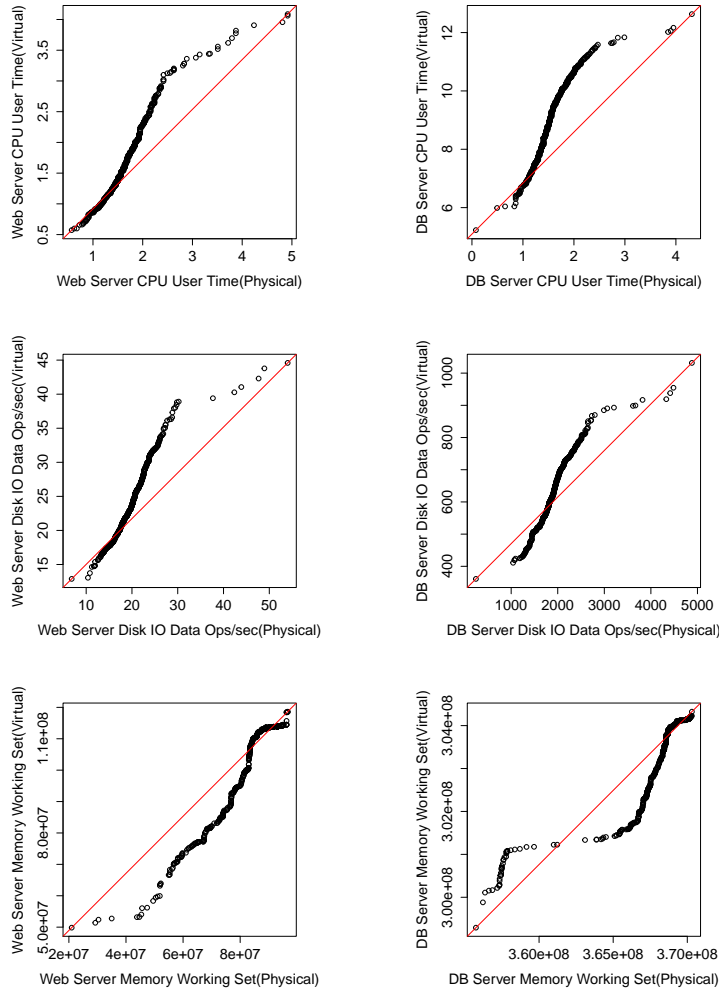 Web Server CPU User Time(Virtual)
0.5 1.5 2.5 3.5
1 2 3 4 5
Web Server CPU User Time(Physical)
DB Server CPU User Time(Virtual)
6 8 10 12
0 1 2 3 4
DB Server CPU User Time(Physical)
Web Server Disk IO Data Ops/sec(Virtual)
15 20 25 30 35 40 45
10 20 30 40 50
Web Server Disk IO Data Ops/sec(Physical)
DB Server Disk IO Data Ops/sec(Virtual)
400 600 800 1000
1000 2000 3000 4000 5000
DB Server Disk IO Data Ops/sec(Physical)
Web Server Memory Working Set(Virtual)
5.0e+07 8.0e+07 1.1e+08
2e+07 4e+07 6e+07 8e+07
Web Server Memory Working Set(Physical)
DB Server Memory Working Set(Virtual)
3.00e+08 3.02e+08 3.04e+08
3.60e+08 3.65e+08 3.70e+08
DB Server Memory Working Set(Physical)